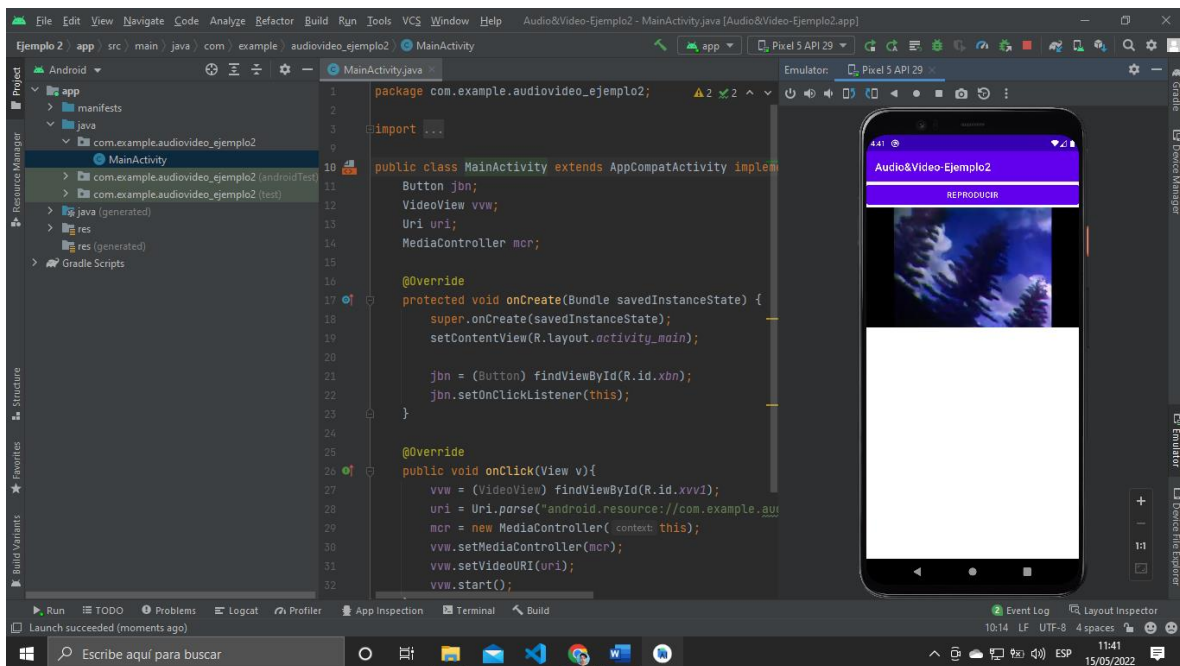 File Edit View Navigate Code Analyze Refactor Build Run Tools VCS Window Help Audio&Video-Ejemplo2 - MainActivity.java [Audio&Video-Ejemplo2.app]
Ejemplo 2 app src main java com example audiovideo_ejemplo2 MainActivity app Pixel 5 API 29
Android
MainActivity.java
Emulator: Pixel 5 API 29
Project
Resource Manager
Structure
Favorites
Build Variants
app
manifests
java
com.example.audiovideo_ejemplo2
MainActivity
com.example.audiovideo_ejemplo2 (androidTest)
com.example.audiovideo_ejemplo2 (test)
java (generated)
res
res (generated)
Gradle Scripts
2 2
1 package com.example.audiovideo_ejemplo2;
2
3 import ...
9
10 public class MainActivity extends AppCompatActivity implem
11 Button jbn;
12 VideoView vvw;
13 Uri uri;
14 MediaController mcr;
15
16 @Override
17 protected void onCreate(Bundle savedInstanceState) {
18 super.onCreate(savedInstanceState);
19 setContentView(R.layout.activity_main);
20
21 jbn = (Button) findViewById(R.id.xbn);
22 jbn.setOnClickListener(this);
23 }
24
25 @Override
26 public void onClick(View v){
27 vvw = (VideoView) findViewById(R.id.xvv1);
28 uri = Uri.parse("android.resource://com.example.aud
29 mcr = new MediaController( context: this);
30 vvw.setMediaController(mcr);
31 vvw.setVideoURI(uri);
32 vvw.start();
4:41
Audio&Video-Ejemplo2
REPRODUCIR
1:1
Gradle
Device Manager
Emulator
Device File Explorer
Run TODO Problems Logcat Profiler App Inspection Terminal Build 2 Event Log Layout Inspector
Launch succeeded (moments ago) 10:14 LF UTF-8 4 spaces
Escribe aquí para buscar
ESP
11:41
15/05/2022